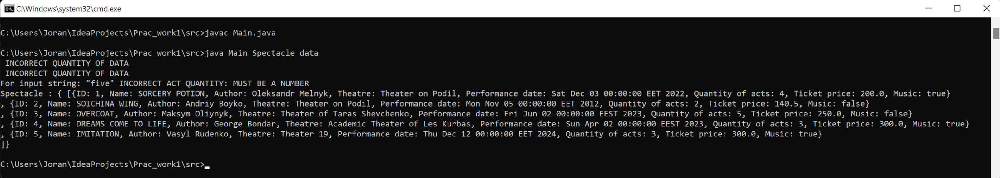 C:\Windows\system32\cmd.exe
C:\Users\Joran\IdeaProjects\Prac_work1\src>javac Main.java
C:\Users\Joran\IdeaProjects\Prac_work1\src>java Main Spectacle_data
 INCORRECT QUANTITY OF DATA
 INCORRECT QUANTITY OF DATA
For input string: "five" INCORRECT ACT QUANTITY: MUST BE A NUMBER
Spectacle : { [{ID: 1, Name: SORCERY POTION, Author: Oleksandr Melnyk, Theatre: Theater on Podil, Performance date: Sat Dec 03 00:00:00 EET 2022, Quantity of acts: 4, Ticket price: 200.0, Music: true}
, {ID: 2, Name: SOICHINA WING, Author: Andriy Boyko, Theatre: Theater on Podil, Performance date: Mon Nov 05 00:00:00 EET 2012, Quantity of acts: 2, Ticket price: 140.5, Music: false}
, {ID: 3, Name: OVERCOAT, Author: Maksym Oliynyk, Theatre: Theater of Taras Shevchenko, Performance date: Fri Jun 02 00:00:00 EEST 2023, Quantity of acts: 5, Ticket price: 250.0, Music: false}
, {ID: 4, Name: DREAMS COME TO LIFE, Author: George Bondar, Theatre: Academic Theater of Les Kurbas, Performance date: Sun Apr 02 00:00:00 EEST 2023, Quantity of acts: 3, Ticket price: 300.0, Music: true}
, {ID: 5, Name: IMITATION, Author: Vasyl Rudenko, Theatre: Theater 19, Performance date: Thu Dec 12 00:00:00 EET 2024, Quantity of acts: 3, Ticket price: 300.0, Music: true}
]}
C:\Users\Joran\IdeaProjects\Prac_work1\src>